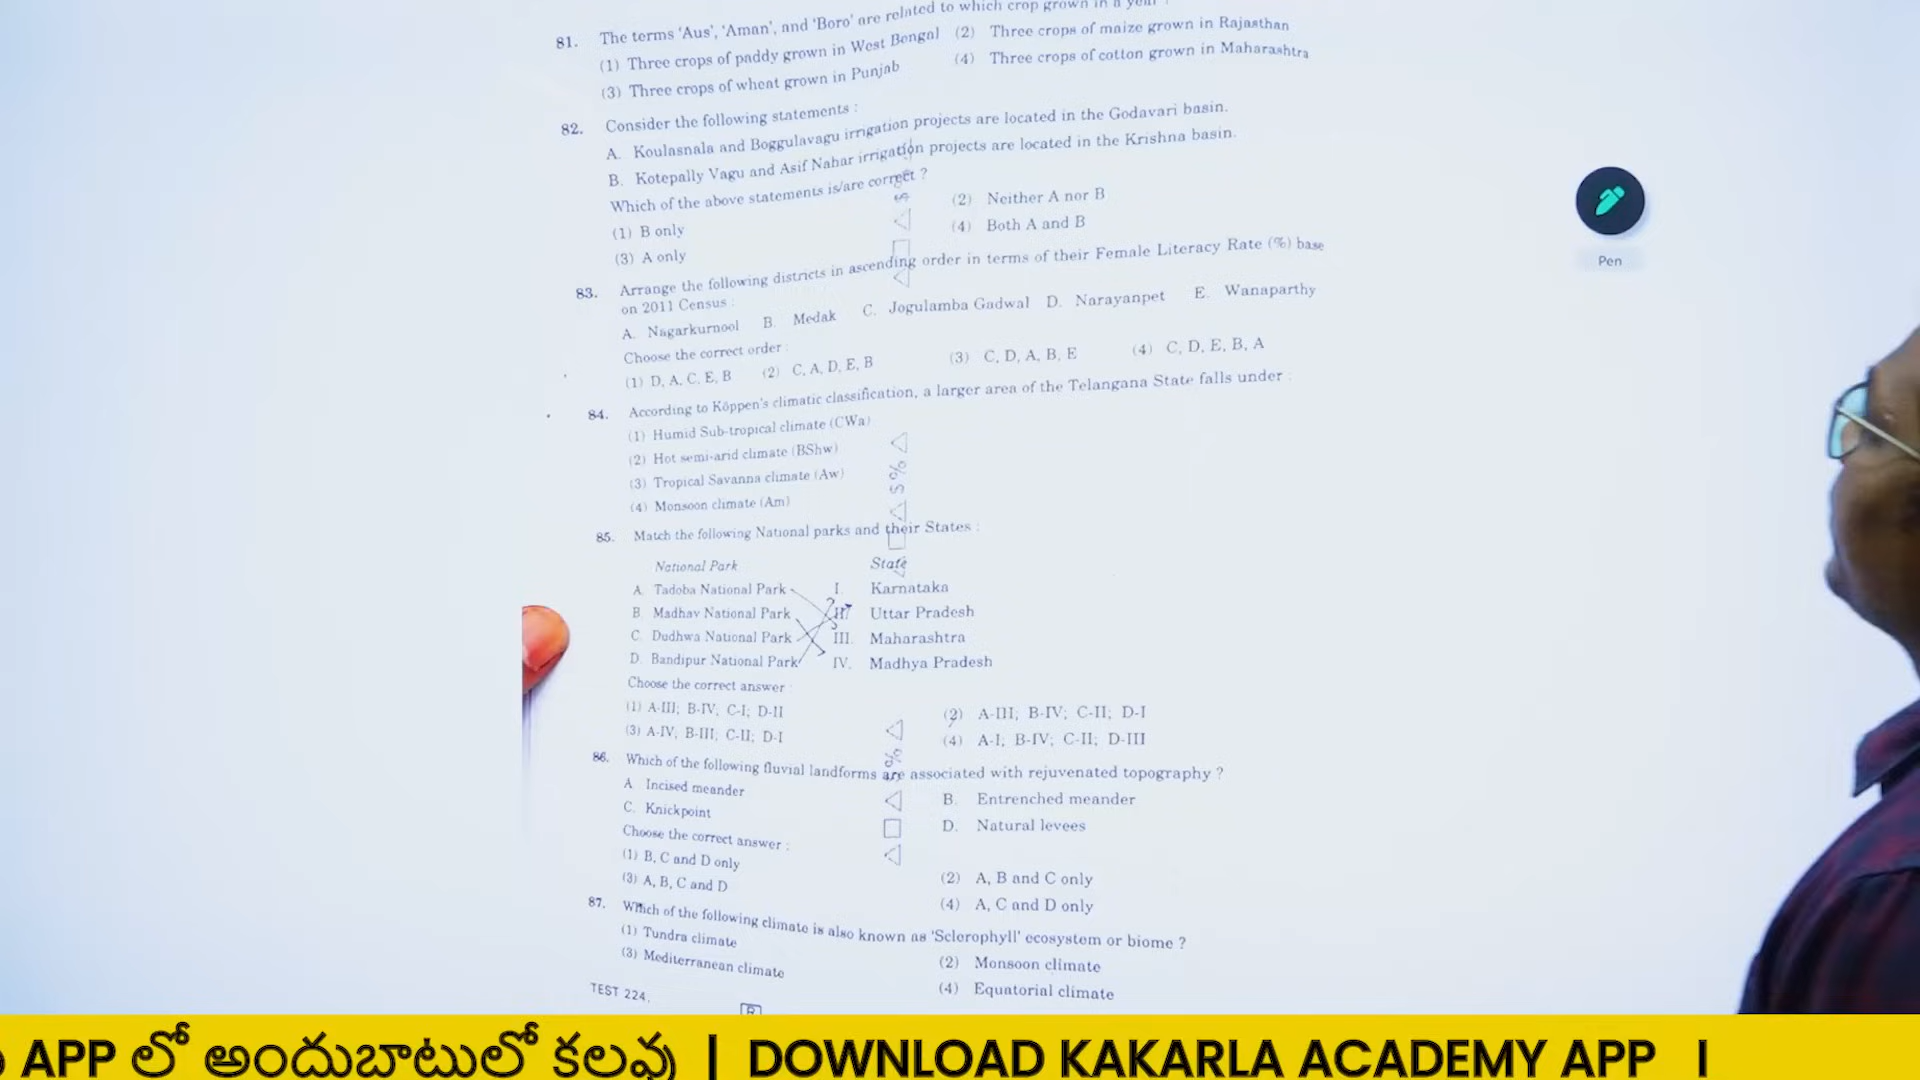 81. The terms 'Aus', 'Aman', and 'Boro' are related to which crop grown in a year ?
(1) Three crops of paddy grown in West Bengal (2) Three crops of maize grown in Rajasthan
(3) Three crops of wheat grown in Punjab (4) Three crops of cotton grown in Maharashtra
82. Consider the following statements :
A. Koulasnala and Boggulavagu irrigation projects are located in the Godavari basin.
B. Kotepally Vagu and Asif Nahar irrigation projects are located in the Krishna basin.
Which of the above statements is/are correct ?
(1) B only (2) Neither A nor B
(3) A only (4) Both A and B
83. Arrange the following districts in ascending order in terms of their Female Literacy Rate (%) base
on 2011 Census :
A. Nagarkurnool B. Medak C. Jogulamba Gadwal D. Narayanpet E. Wanaparthy
Choose the correct order :
(1) D, A, C, E, B (2) C, A, D, E, B (3) C, D, A, B, E (4) C, D, E, B, A
84. According to Köppen's climatic classification, a larger area of the Telangana State falls under :
(1) Humid Sub-tropical climate (CWa)
(2) Hot semi-arid climate (BShw)
(3) Tropical Savanna climate (Aw)
(4) Monsoon climate (Am)
85. Match the following National parks and their States :
National Park State
A. Tadoba National Park I. Karnataka
B. Madhav National Park II. Uttar Pradesh
C. Dudhwa National Park III. Maharashtra
D. Bandipur National Park IV. Madhya Pradesh
Choose the correct answer :
(1) A-III; B-IV, C-I; D-II (2) A-III; B-IV; C-II; D-I
(3) A-IV; B-III; C-II; D-I (4) A-I; B-IV; C-II; D-III
86. Which of the following fluvial landforms are associated with rejuvenated topography ?
A Incised meander B. Entrenched meander
C. Knickpoint D. Natural levees
Choose the correct answer :
(1) B, C and D only (2) A, B and C only
(3) A, B, C and D (4) A, C and D only
87. Which of the following climate is also known as 'Sclerophyll' ecosystem or biome ?
(1) Tundra climate (2) Monsoon climate
(3) Mediterranean climate (4) Equatorial climate
TEST 224.
Pen
APP లో అందుబాటులో కలవు | DOWNLOAD KAKARLA ACADEMY APP |